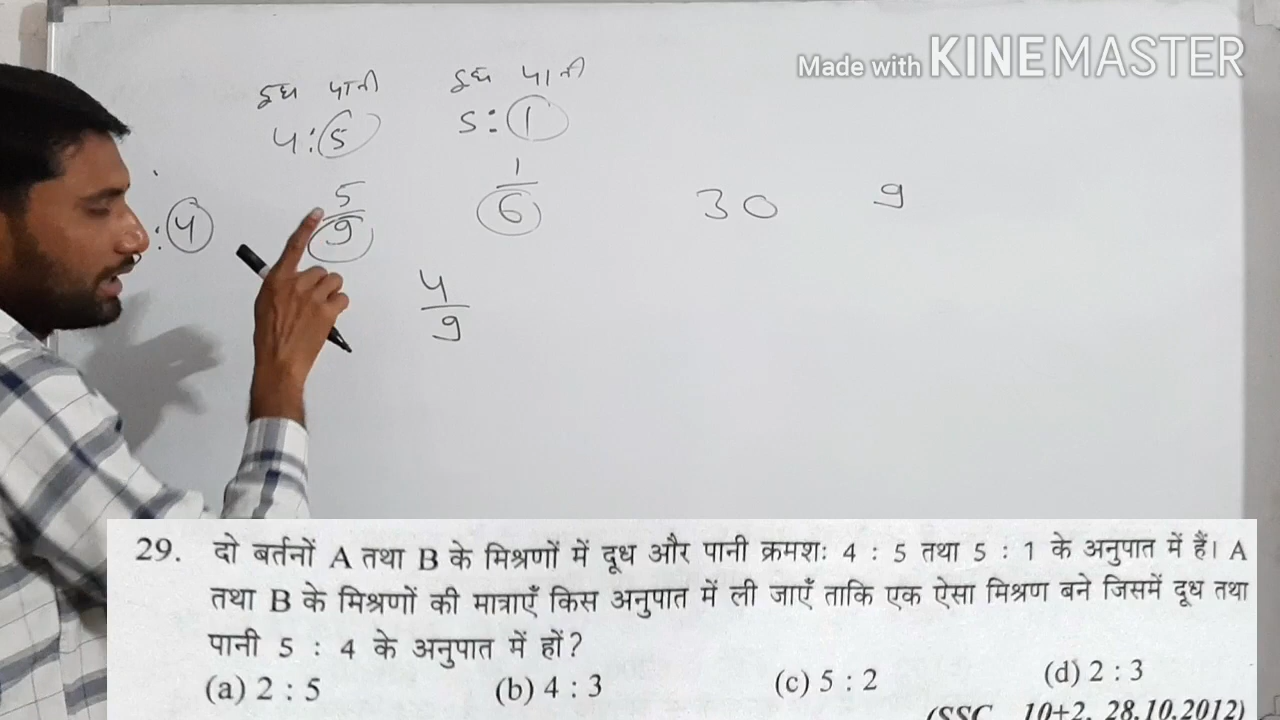 Made with KINEMASTER
दूध पानी दूध पानी
4:5 5:1
5/9 1/6 30 9
:4
4/9
29. दो बर्तनों A तथा B के मिश्रणों में दूध और पानी क्रमशः 4 : 5 तथा 5 : 1 के अनुपात में हैं। A
तथा B के मिश्रणों की मात्राएँ किस अनुपात में ली जाएँ ताकि एक ऐसा मिश्रण बने जिसमें दूध तथा
पानी 5 : 4 के अनुपात में हों?
(a) 2 : 5 (b) 4 : 3 (c) 5 : 2 (d) 2 : 3
(SSC 10+2, 28.10.2012)